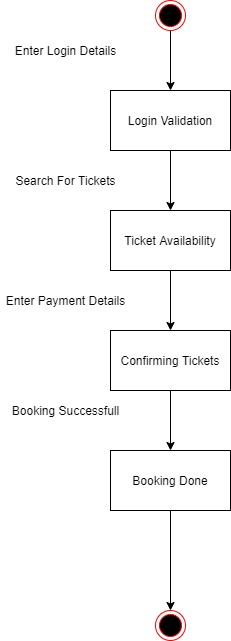 Enter Login Details
Login Validation
Search For Tickets
Ticket Availability
Enter Payment Details
Confirming Tickets
Booking Successfull
Booking Done